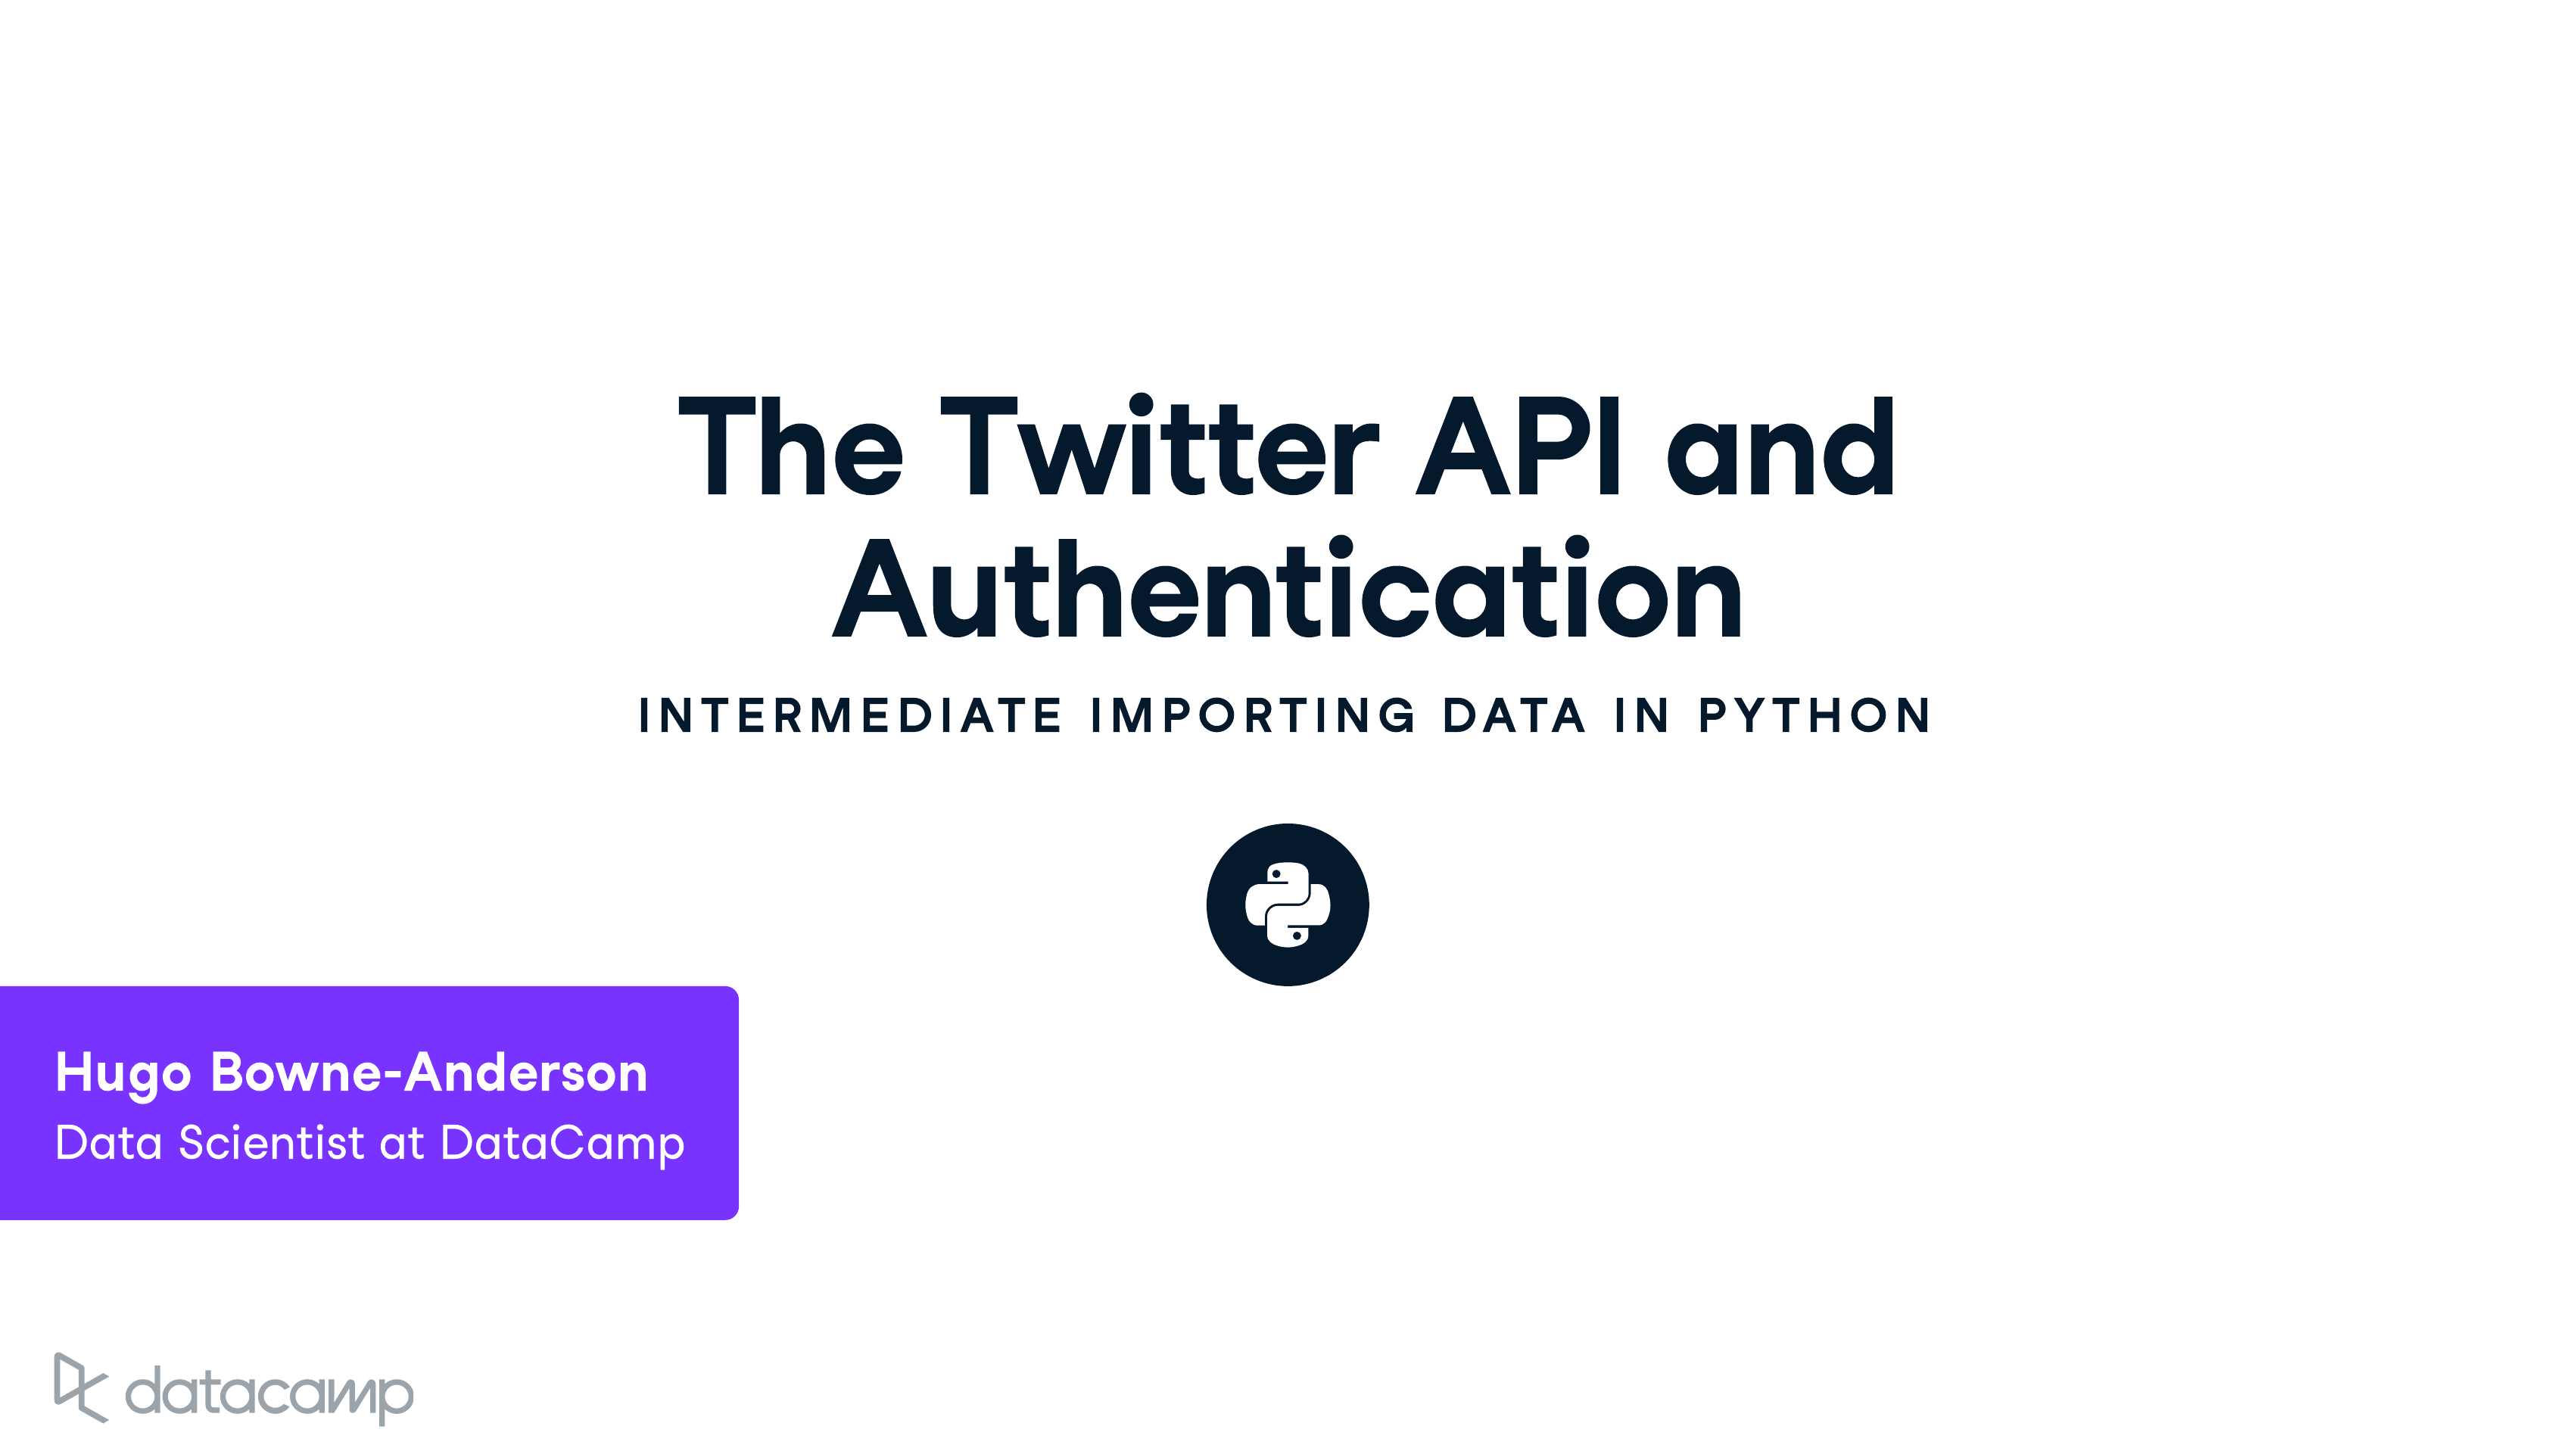 The Twitter API and
Authentication
INTERMEDIATE IMPORTING DATA IN PYTHON
Hugo Bowne-Anderson
Data Scientist at DataCamp
datacamp